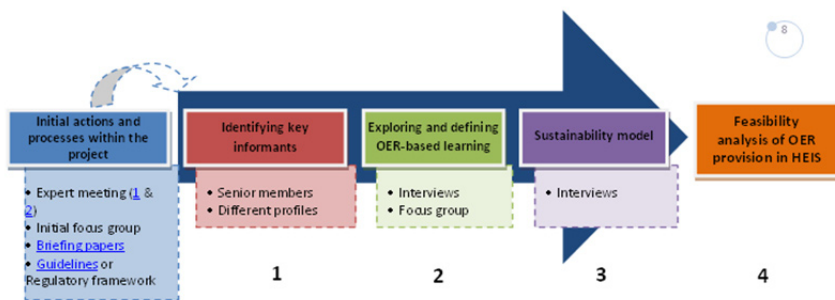 8
Initial actions and
processes within the
project
Identifying key
informants
Exploring and defining
OER-based learning
Sustainability model
Feasibility
analysis of OER
provision in HEIS
• Expert meeting (1 &
2)
• Initial focus group
• Briefing papers
• Guidelines or
Regulatory framework
• Senior members
• Different profiles
• Interviews
• Focus group
• Interviews
1
2
3
4